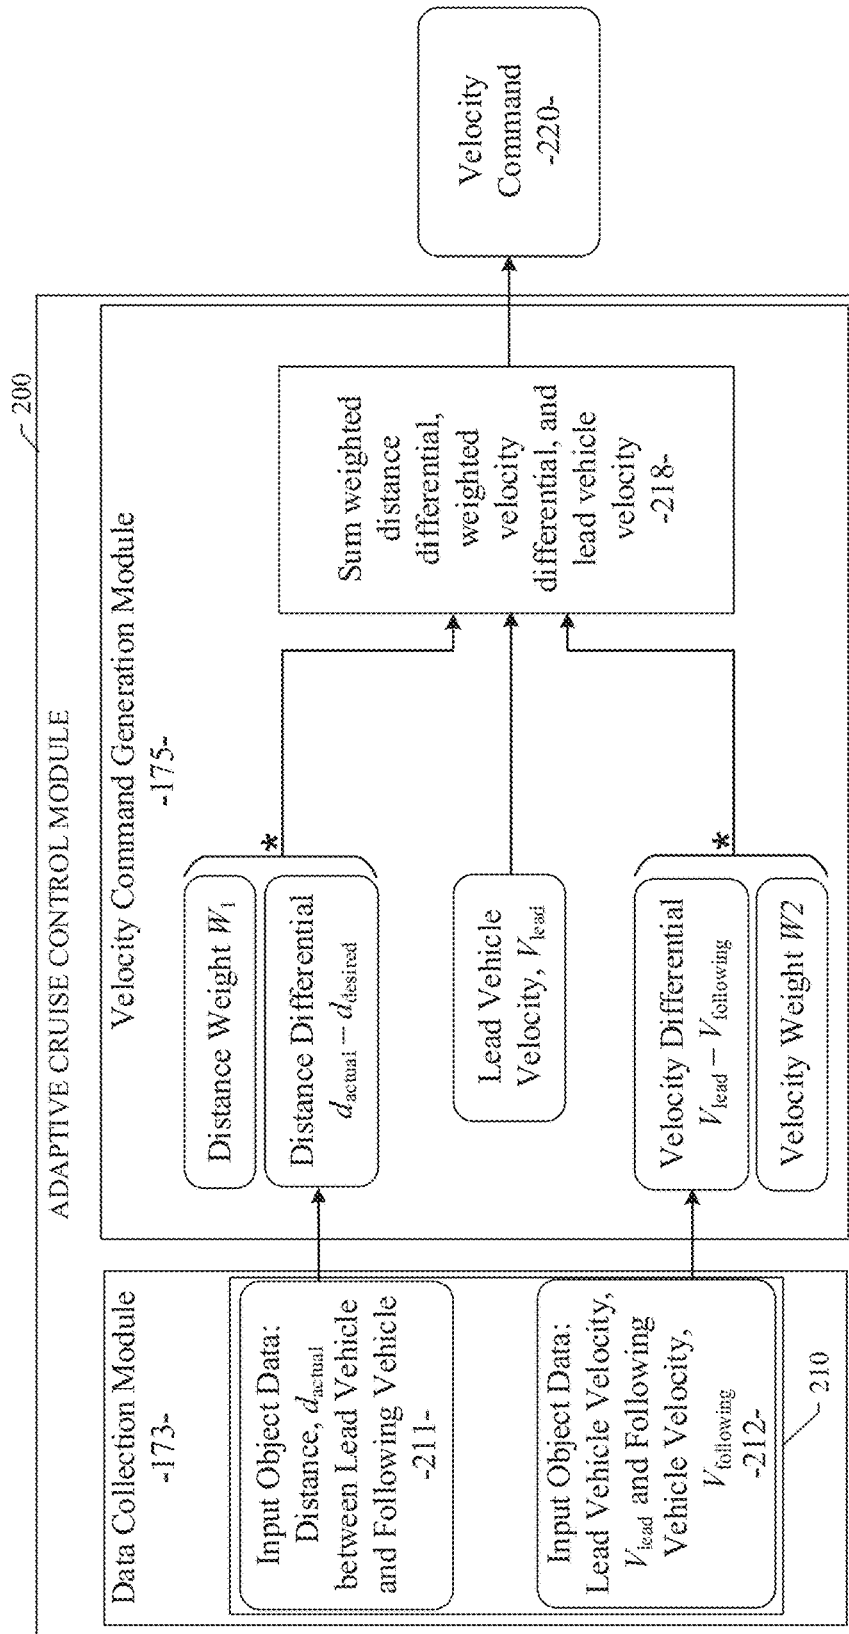 200
ADAPTIVE CRUISE CONTROL MODULE
Data Collection Module
-173-
Input Object Data:
Distance, d_actual
between Lead Vehicle
and Following Vehicle
-211-
Input Object Data:
Lead Vehicle Velocity,
V_lead and Following
Vehicle Velocity,
V_following
-212-
210
Velocity Command Generation Module
-175-
Distance Weight W_1
Distance Differential
d_actual – d_desired
*
Lead Vehicle
Velocity, V_lead
Velocity Differential
V_lead – V_following
Velocity Weight W2
*
Sum weighted
distance
differential,
weighted
velocity
differential, and
lead vehicle
velocity
-218-
Velocity
Command
-220-